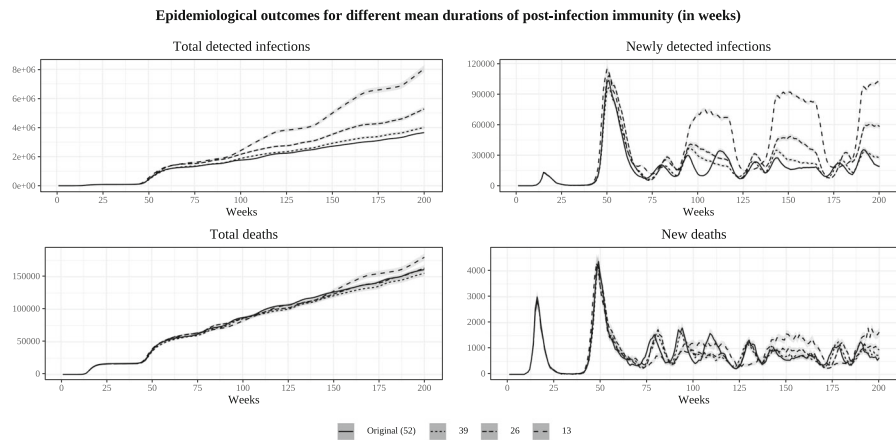 Epidemiological outcomes for different mean durations of post-infection immunity (in weeks)
Total detected infections
8e+06
6e+06
4e+06
2e+06
0e+00
0 25 50 75 100 125 150 175 200
Weeks
Newly detected infections
120000
90000
60000
30000
0
0 25 50 75 100 125 150 175 200
Weeks
Total deaths
150000
100000
50000
0
0 25 50 75 100 125 150 175 200
Weeks
New deaths
4000
3000
2000
1000
0
0 25 50 75 100 125 150 175 200
Weeks
Original (52) 39 26 13